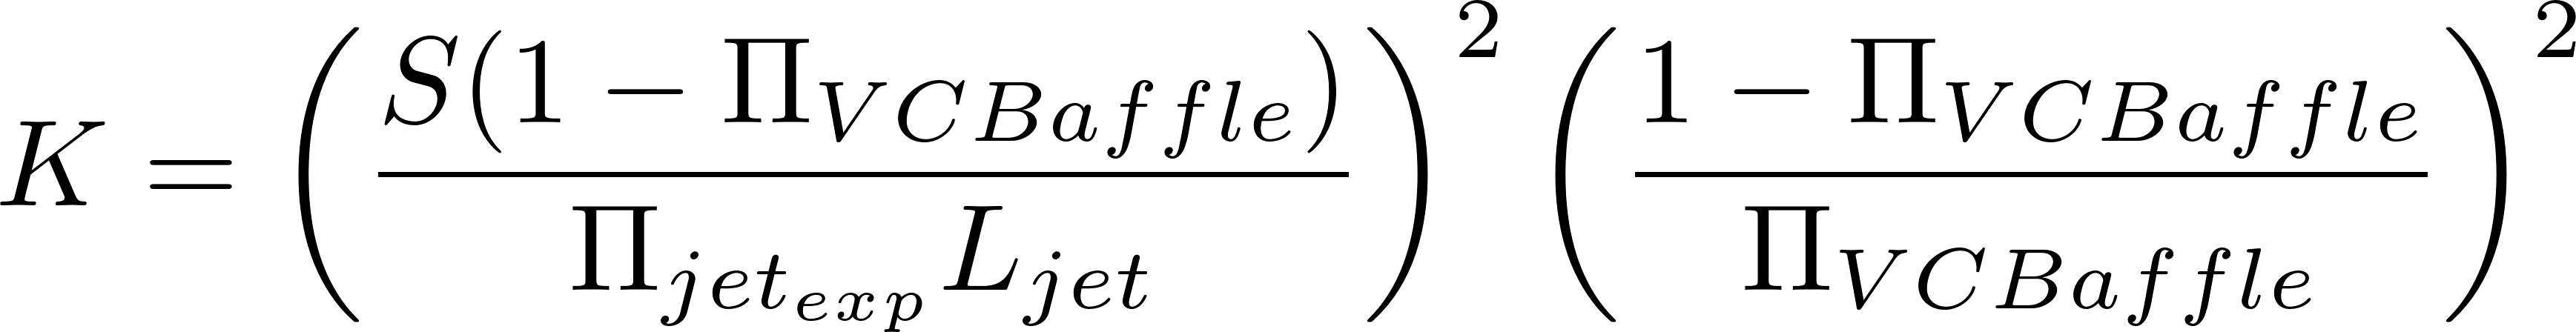 K = \left( \frac{S(1 - \Pi_{VCBaffle})}{\Pi_{jet_{exp}} L_{jet}} \right)^2 \left( \frac{1 - \Pi_{VCBaffle}}{\Pi_{VCBaffle}} \right)^2